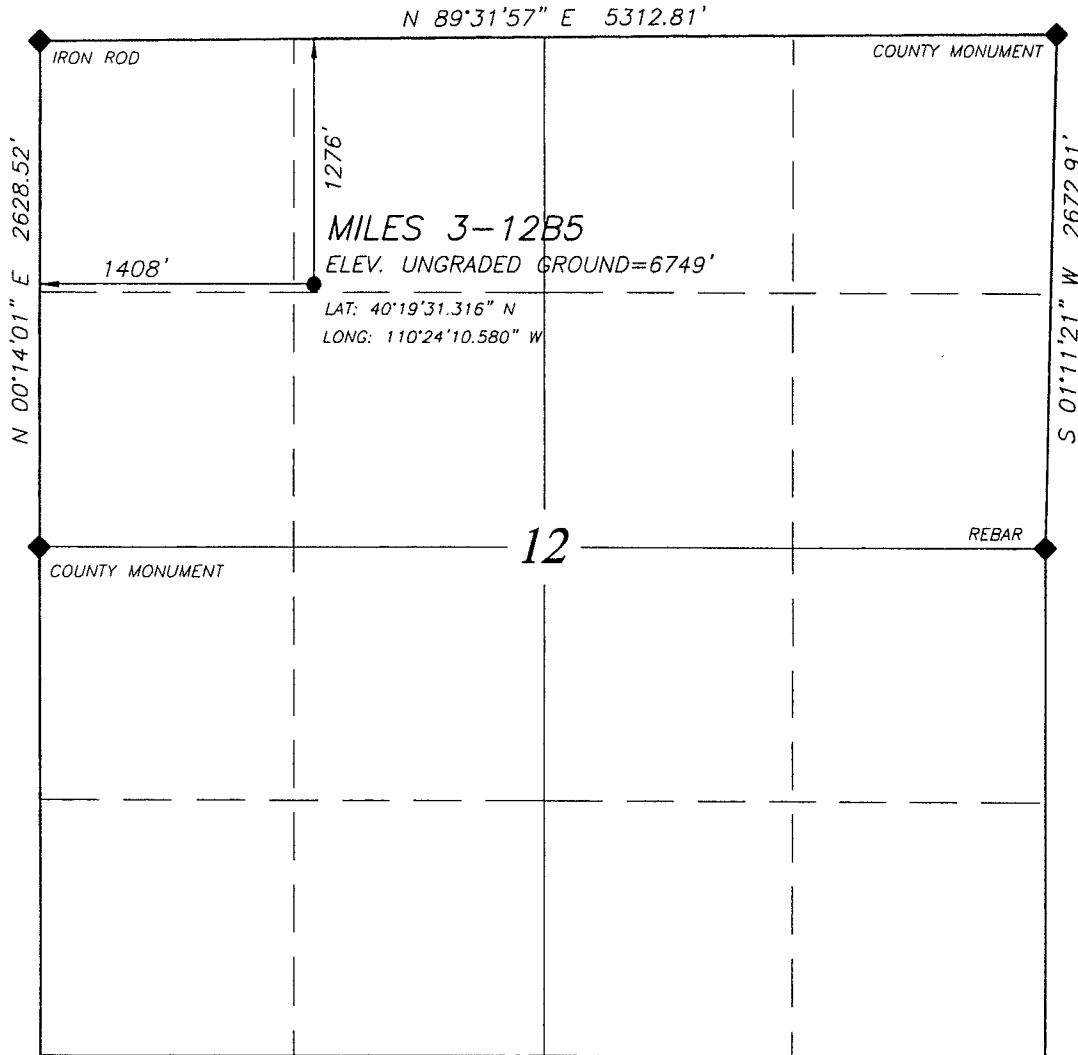 N 89°31'57" E 5312.81'
IRON ROD
COUNTY MONUMENT
N 00°14'01" E 2628.52'
1276'
S 01°11'21" W 2672.91'
MILES 3-12B5
1408'
ELEV. UNGRADED GROUND=6749'
LAT: 40°19'31.316" N
LONG: 110°24'10.580" W
12
REBAR
COUNTY MONUMENT